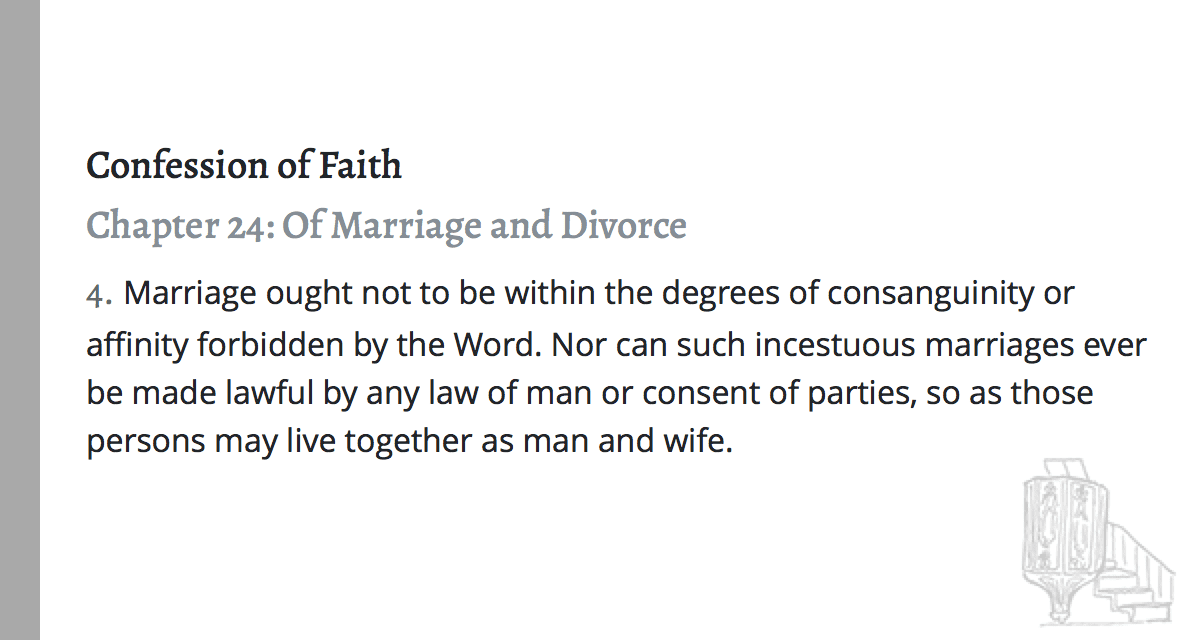 Confession of Faith
Chapter 24: Of Marriage and Divorce
4. Marriage ought not to be within the degrees of consanguinity or
affinity forbidden by the Word. Nor can such incestuous marriages ever
be made lawful by any law of man or consent of parties, so as those
persons may live together as man and wife.